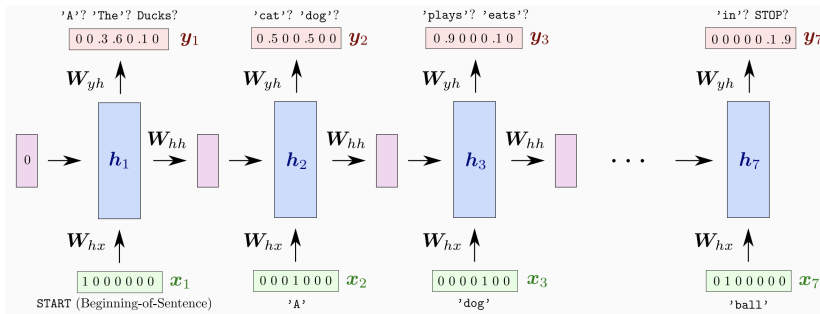 'A'? 'The'? Ducks? 'cat'? 'dog'? 'plays'? 'eats'? 'in'? STOP?
0 0 .3 .6 0 .1 0 y1 0 .5 0 0 .5 0 0 y2 0 .9 0 0 0 .1 0 y3 0 0 0 0 0 .1 .9 y7
Wyh Wyh Wyh Wyh
Whh Whh Whh
0 h1 h2 h3 ... h7
Whx Whx Whx Whx
1 0 0 0 0 0 0 x1 0 0 0 1 0 0 0 x2 0 0 0 0 1 0 0 x3 0 1 0 0 0 0 0 x7
START (Beginning-of-Sentence) 'A' 'dog' 'ball'